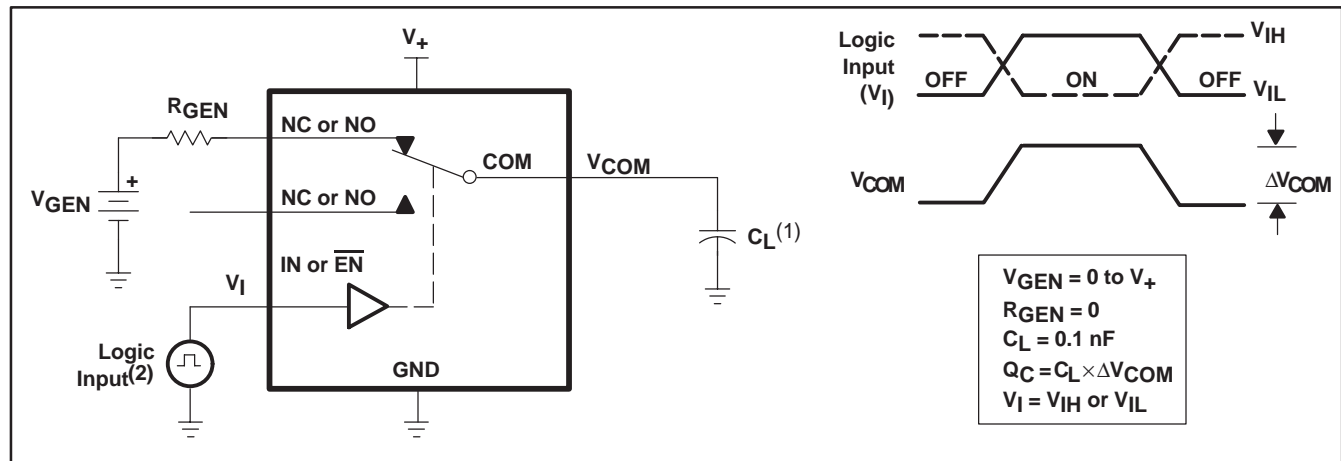 V+
RGEN
NC or NO
COM
VCOM
VGEN
+
NC or NO
CL(1)
IN or EN
VI
Logic
Input(2)
GND
Logic
Input
(VI)
OFF
ON
OFF
VIH
VIL
VCOM
ΔVCOM
VGEN = 0 to V+
RGEN = 0
CL = 0.1 nF
QC = CL × ΔVCOM
VI = VIH or VIL